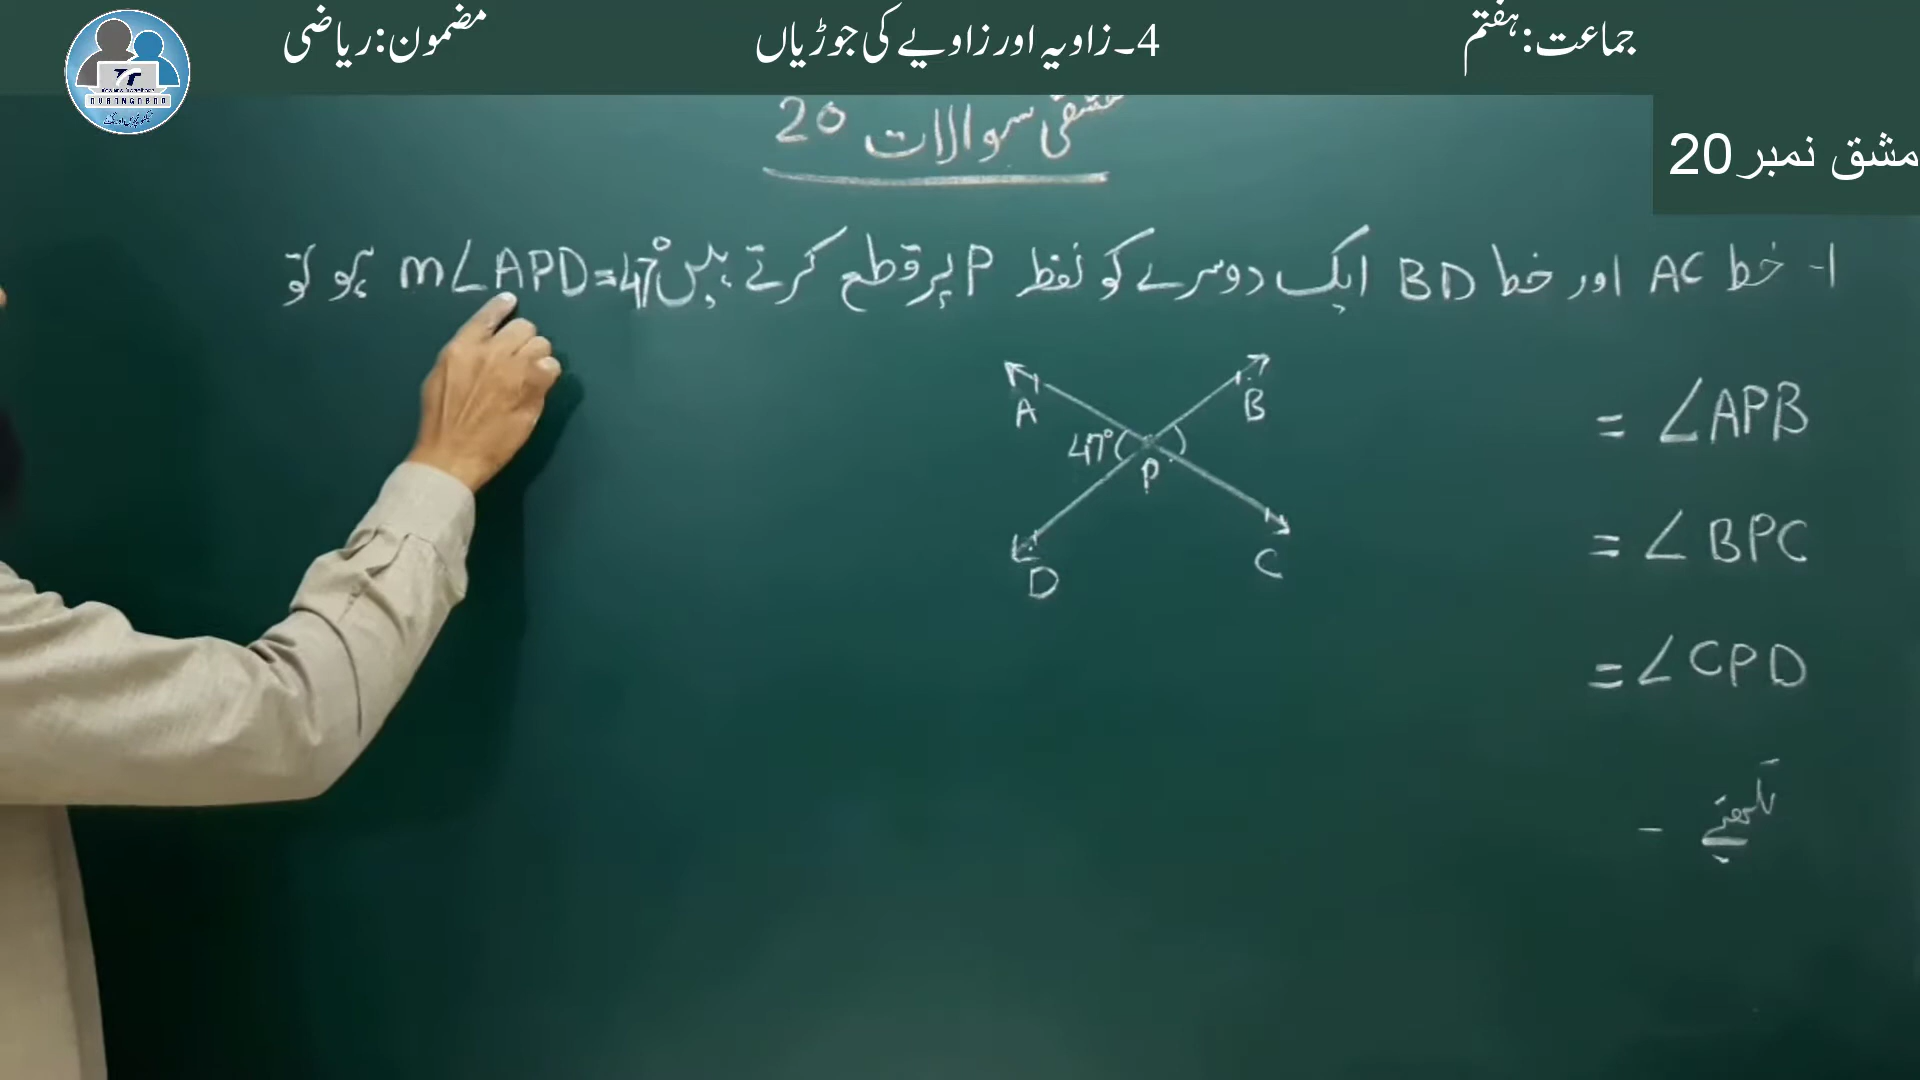 جماعت: ہفتم
4۔زاویہ اور زاویے کی جوڑیاں
مضمون: ریاضی
مشق نمبر 20
مشقی سوالات 20
1- خط AC اور خط BD ایک دوسرے کو نقطہ P پر قطع کرتے ہیں m∠APD=47° ہو تو
∠APB =
∠BPC =
∠CPD =
لکھئے -
A
B
47°
P
D
C